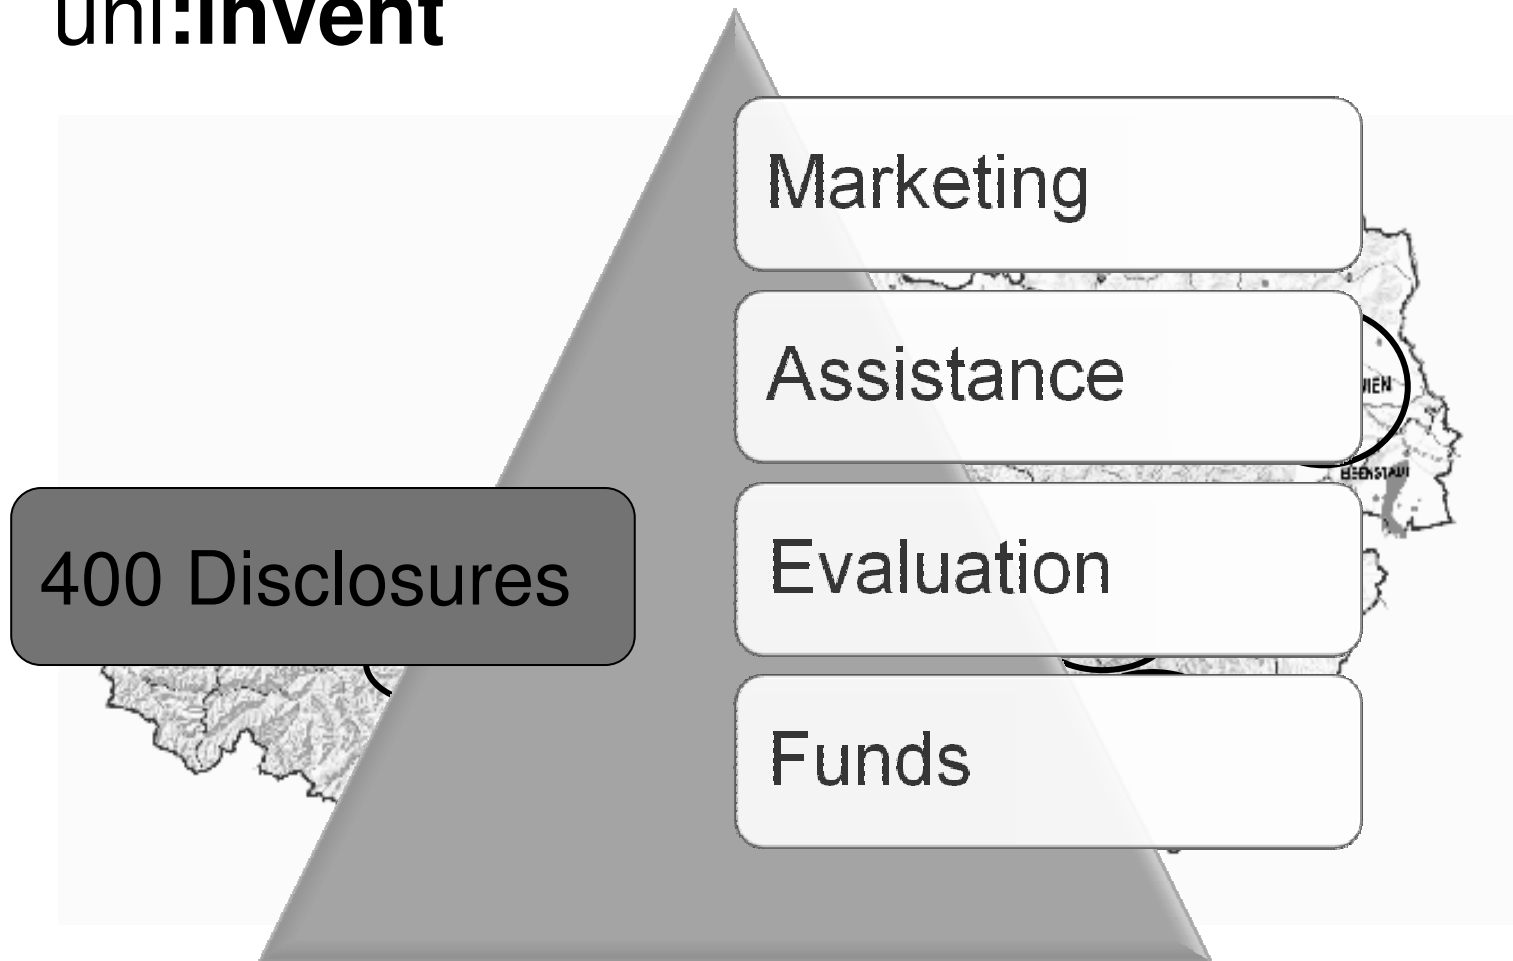 uni:invent
Marketing
Assistance
Evaluation
400 Disclosures
Funds